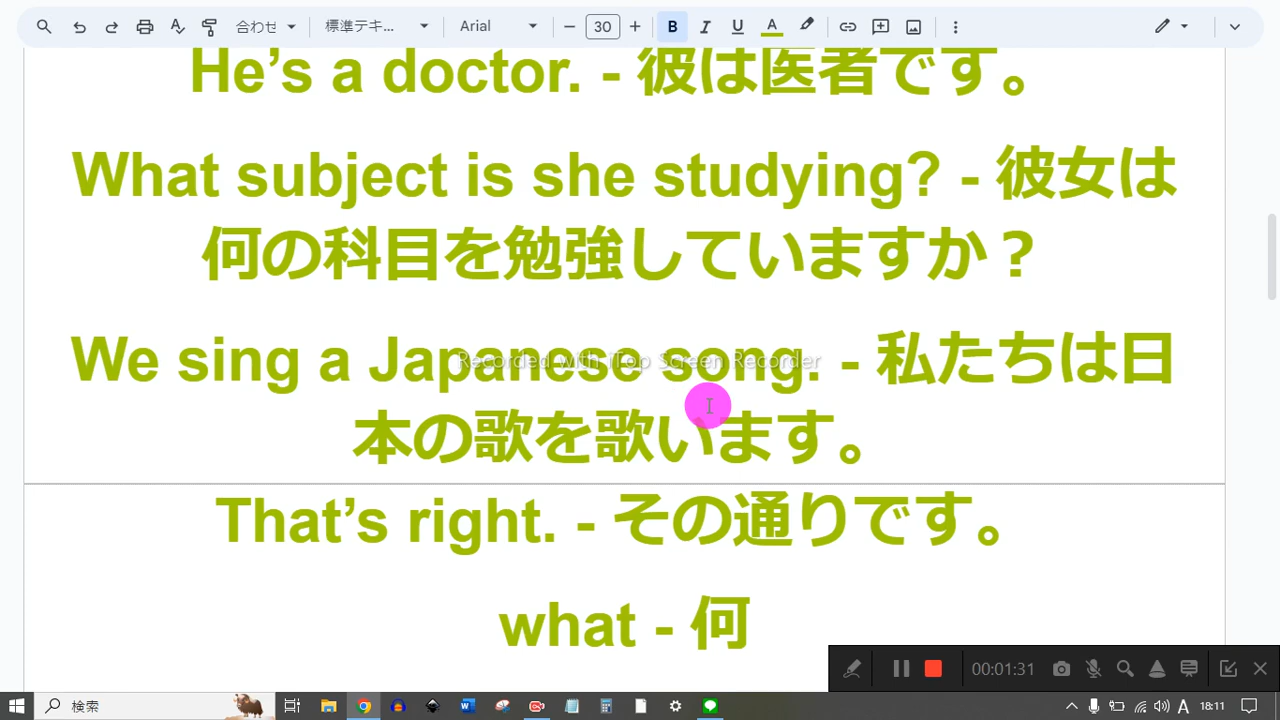 合わせ 標準テキ... Arial 30 B I U A
He’s a doctor. - 彼は医者です。
What subject is she studying? - 彼女は
何の科目を勉強していますか？
We sing a Japanese song. - 私たちは日
Recorded with iTop Screen Recorder
本の歌を歌います。
That’s right. - その通りです。
what - 何
00:01:31
検索 A 18:11